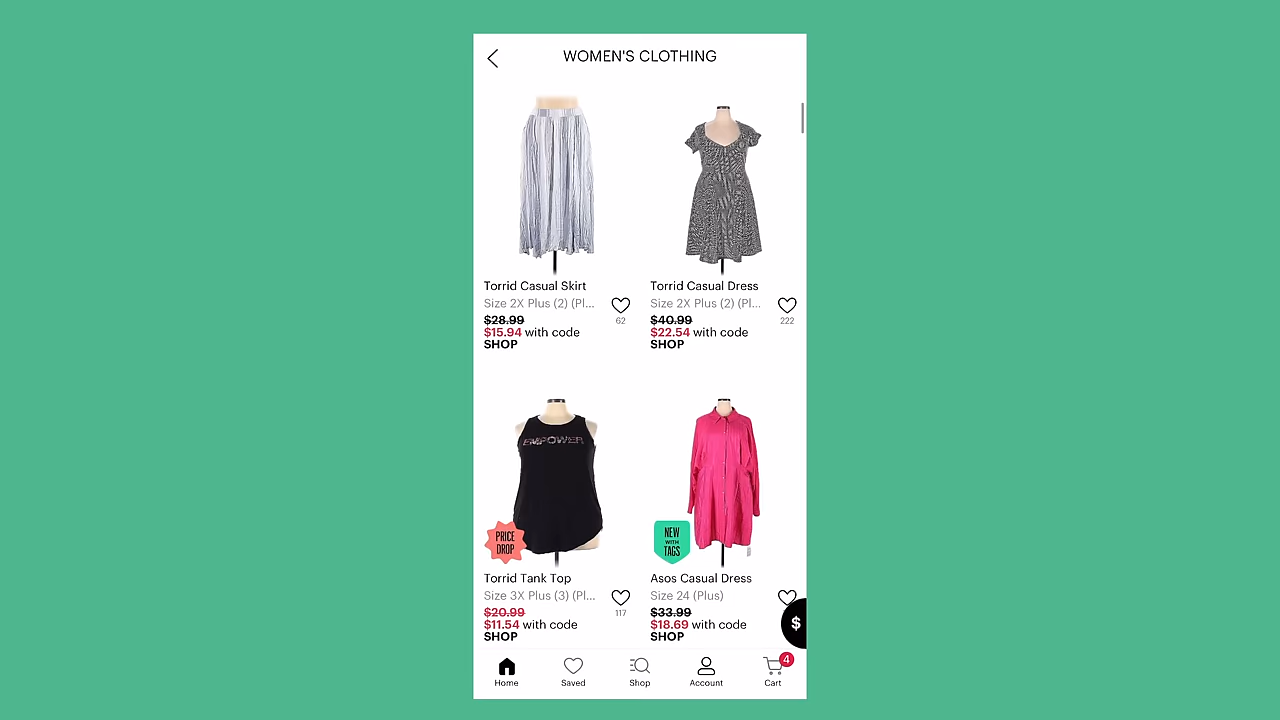 WOMEN'S CLOTHING
Torrid Casual Skirt
Size 2X Plus (2) (Pl...
$28.99
$15.94 with code
SHOP
62
Torrid Casual Dress
Size 2X Plus (2) (Pl...
$40.99
$22.54 with code
SHOP
222
EMPOWER
PRICE
DROP
Torrid Tank Top
Size 3X Plus (3) (Pl...
$20.99
$11.54 with code
SHOP
117
NEW
WITH
TAGS
Asos Casual Dress
Size 24 (Plus)
$33.99
$18.69 with code
SHOP
$
Home
Saved
Shop
Account
4
Cart